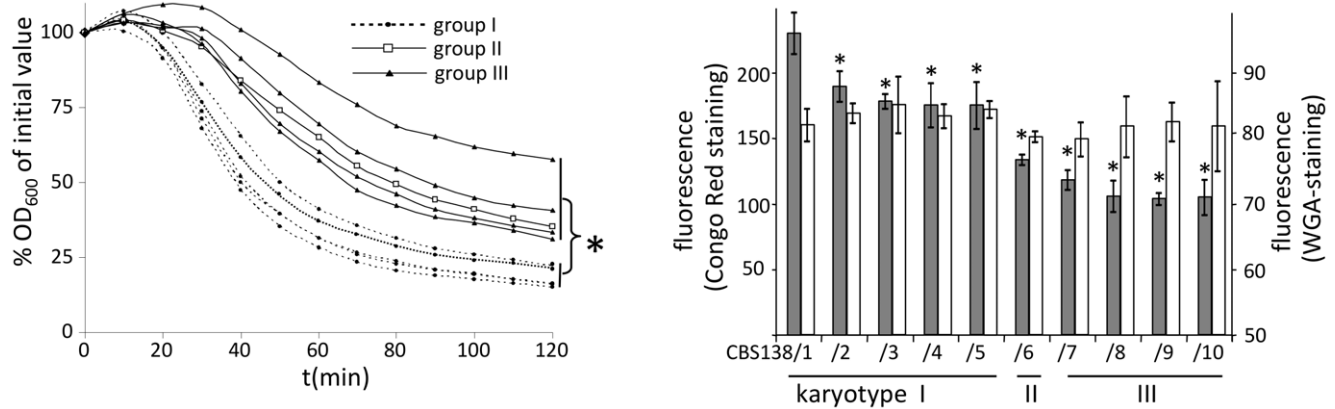 % OD600 of initial value
100
75
50
25
0
0 20 40 60 80 100 120
t(min)
group I
group II
group III
*
fluorescence
(Congo Red staining)
200
150
100
50
* * * * * * * * *
90
80
70
60
50
fluorescence
(WGA-staining)
CBS138/1 /2 /3 /4 /5 /6 /7 /8 /9 /10
karyotype I II III